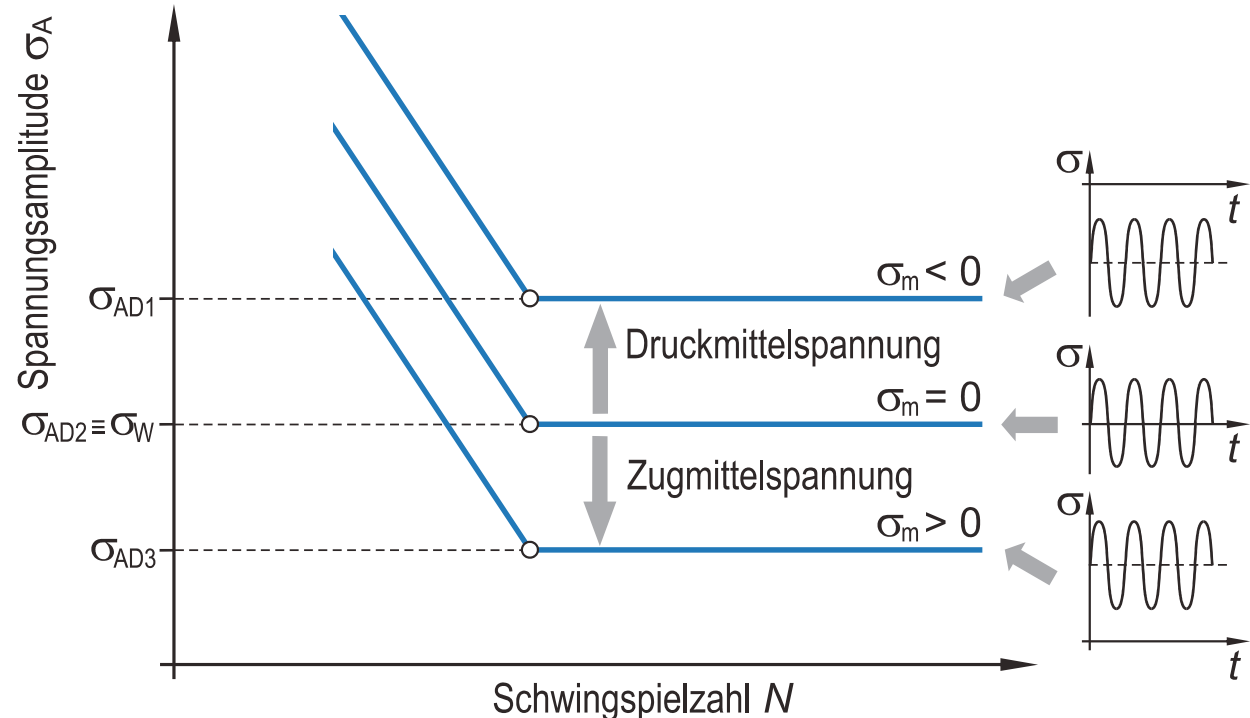 Spannungsamplitude σA
σAD1
σAD2 ≡ σW
σAD3
σm < 0
Druckmittelspannung
σm = 0
Zugmittelspannung
σm > 0
Schwingspielzahl N
σ
t
σ
t
σ
t